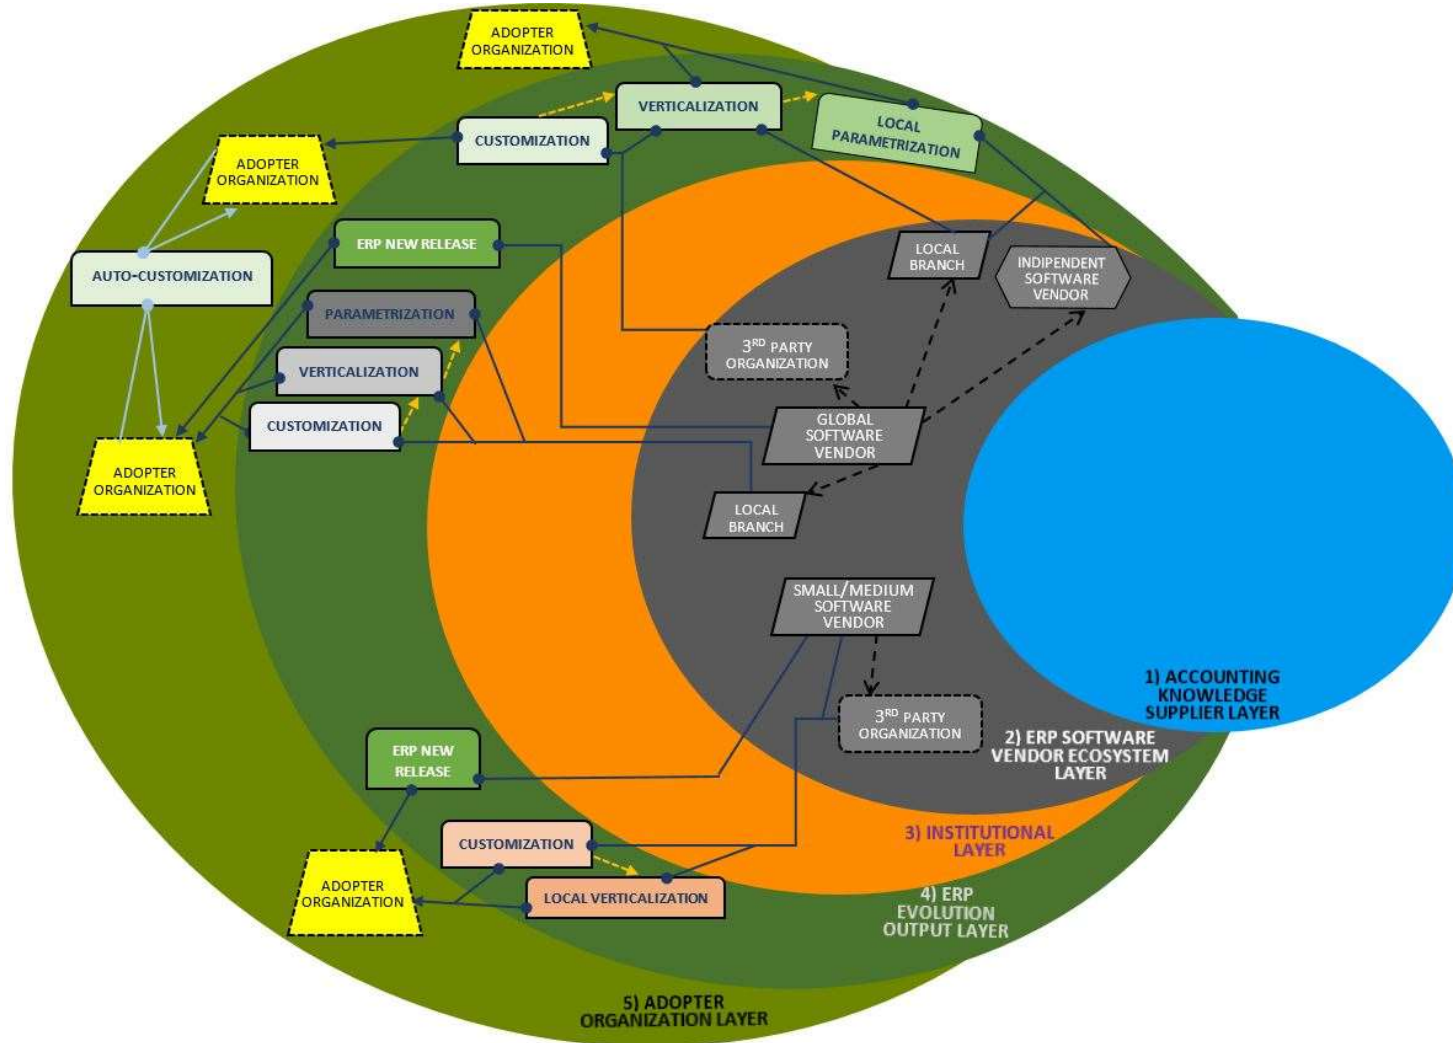 ADOPTER
ORGANIZATION
VERTICALIZATION
LOCAL
PARAMETRIZATION
CUSTOMIZATION
ADOPTER
ORGANIZATION
ERP NEW RELEASE
LOCAL
BRANCH
INDIPENDENT
SOFTWARE
VENDOR
AUTO-CUSTOMIZATION
PARAMETRIZATION
3RD PARTY
ORGANIZATION
VERTICALIZATION
CUSTOMIZATION
GLOBAL
SOFTWARE
VENDOR
ADOPTER
ORGANIZATION
LOCAL
BRANCH
SMALL/MEDIUM
SOFTWARE
VENDOR
1) ACCOUNTING
KNOWLEDGE
SUPPLIER LAYER
3RD PARTY
ORGANIZATION
2) ERP SOFTWARE
VENDOR ECOSYSTEM
LAYER
ERP NEW
RELEASE
3) INSTITUTIONAL
LAYER
CUSTOMIZATION
ADOPTER
ORGANIZATION
LOCAL VERTICALIZATION
4) ERP
EVOLUTION
OUTPUT LAYER
5) ADOPTER
ORGANIZATION LAYER